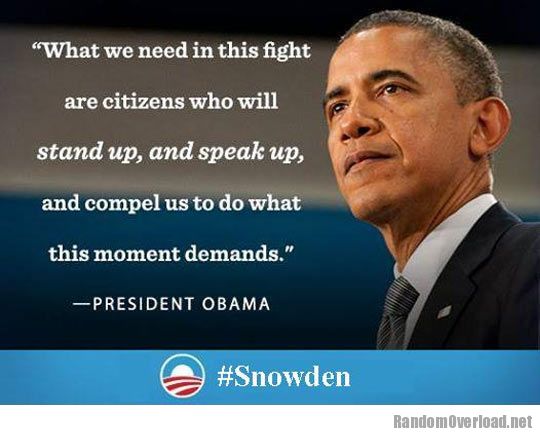 “What we need in this fight
are citizens who will
stand up, and speak up,
and compel us to do what
this moment demands."
—PRESIDENT OBAMA
#Snowden
RandomOverload.net